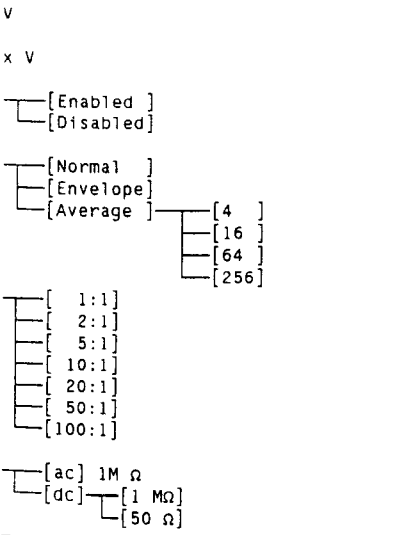 V
x V
[Enabled ]
[Disabled]
[Normal ]
[Envelope]
[Average ] [4 ]
[16 ]
[64 ]
[256]
[ 1:1]
[ 2:1]
[ 5:1]
[ 10:1]
[ 20:1]
[ 50:1]
[100:1]
[ac] 1M Ω
[dc] [1 MΩ]
[50 Ω]